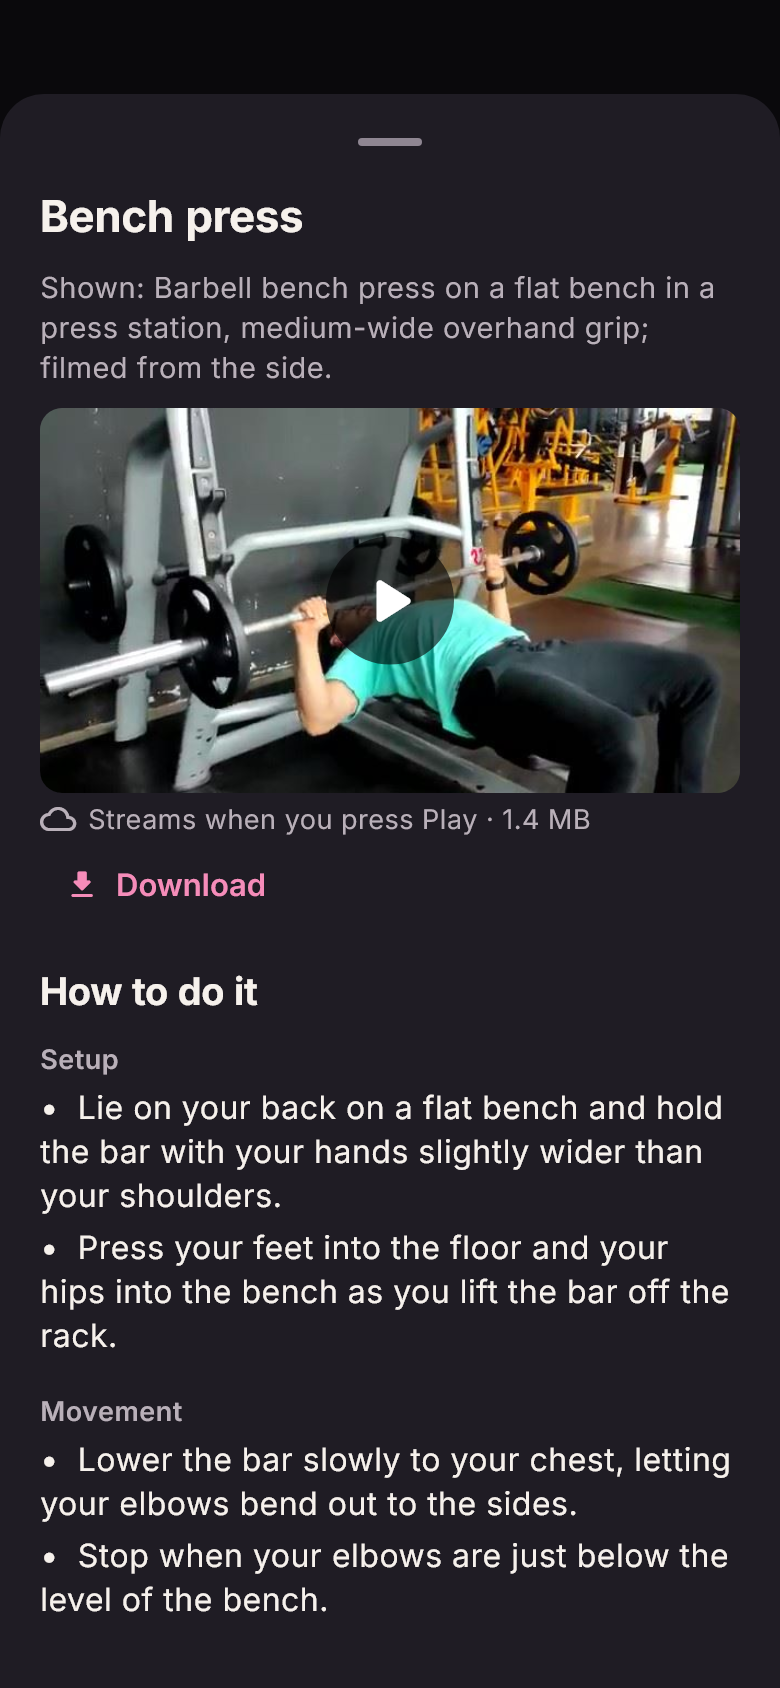 Bench press
Shown: Barbell bench press on a flat bench in a
press station, medium-wide overhand grip;
filmed from the side.
Streams when you press Play · 1.4 MB
Download
How to do it
Setup
• Lie on your back on a flat bench and hold
the bar with your hands slightly wider than
your shoulders.
• Press your feet into the floor and your
hips into the bench as you lift the bar off the
rack.
Movement
• Lower the bar slowly to your chest, letting
your elbows bend out to the sides.
• Stop when your elbows are just below the
level of the bench.